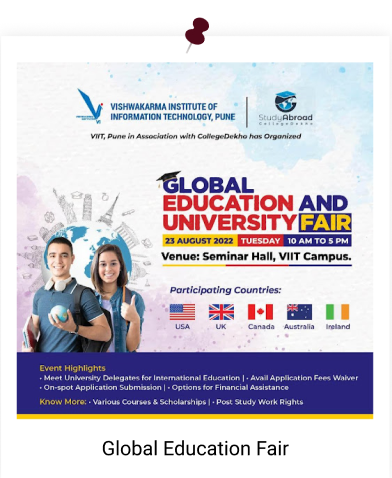 VISHWAKARMA INSTITUTE OF
INFORMATION TECHNOLOGY, PUNE
StudyAbroad
CollegeDekho
VIIT, Pune in Association with CollegeDekho has Organized
GLOBAL
EDUCATION AND
UNIVERSITY FAIR
23 AUGUST 2022 TUESDAY 10 AM TO 5 PM
Venue: Seminar Hall, VIIT Campus.
Participating Countries:
USA UK Canada Australia Ireland
Event Highlights
• Meet University Delegates for International Education | • Avail Application Fees Waiver
• On-spot Application Submission | • Options for Financial Assistance
Know More: • Various Courses & Scholarships | • Post Study Work Rights
Global Education Fair